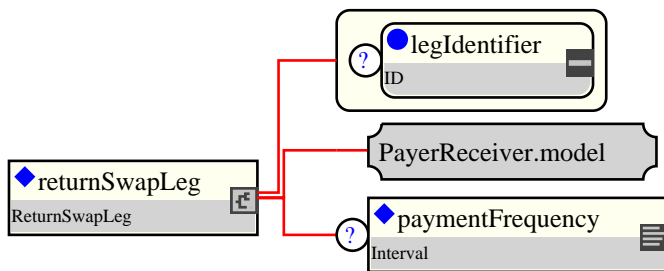 ?
legIdentifier
ID
PayerReceiver.model
returnSwapLeg
ReturnSwapLeg
?
paymentFrequency
Interval